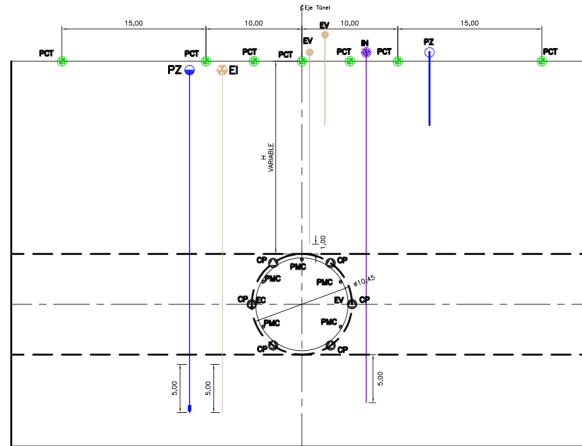 Eje Túnel
15,00 10,00 10,00 15,00
EV
PCT PCT PCT EV PCT IN PCT PZ PCT
PZ EI
H
VARIABLE
1,00
CP PMC CP
PMC PMC
ø10,45
CP EC EV CP
PMC PMC
CP CP
5,00 5,00 5,00